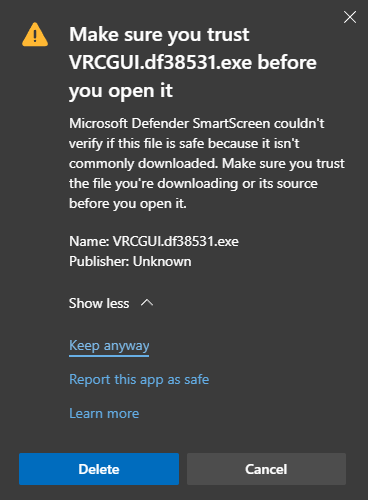 Make sure you trust
VRCGUI.df38531.exe before
you open it
Microsoft Defender SmartScreen couldn't
verify if this file is safe because it isn't
commonly downloaded. Make sure you trust
the file you're downloading or its source
before you open it.
Name: VRCGUI.df38531.exe
Publisher: Unknown
Show less
Keep anyway
Report this app as safe
Learn more
Delete
Cancel